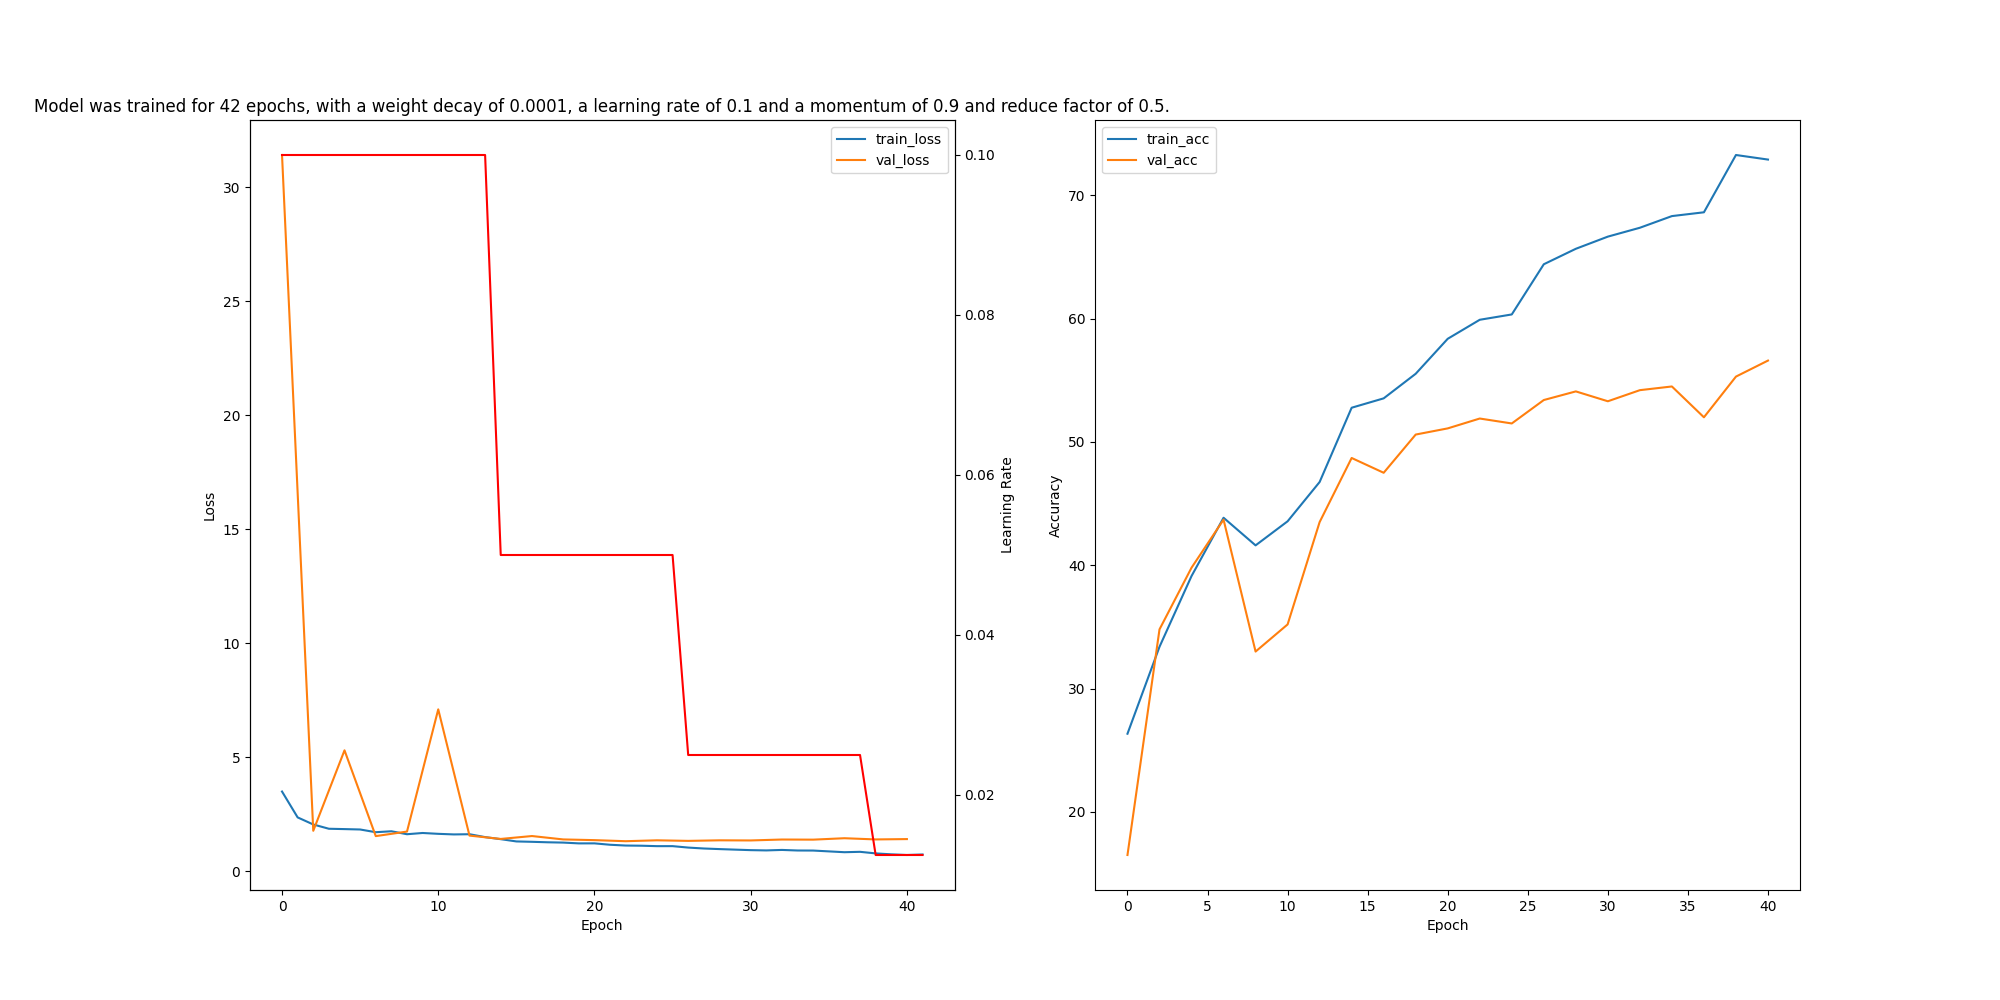 Model was trained for 42 epochs, with a weight decay of 0.0001, a learning rate of 0.1 and a momentum of 0.9 and reduce factor of 0.5.
train_loss
val_loss
30
25
20
15
10
5
0
Loss
0 10 20 30 40
Epoch
0.10
0.08
0.06
0.04
0.02
Learning Rate
train_acc
val_acc
70
60
50
40
30
20
Accuracy
0 5 10 15 20 25 30 35 40
Epoch